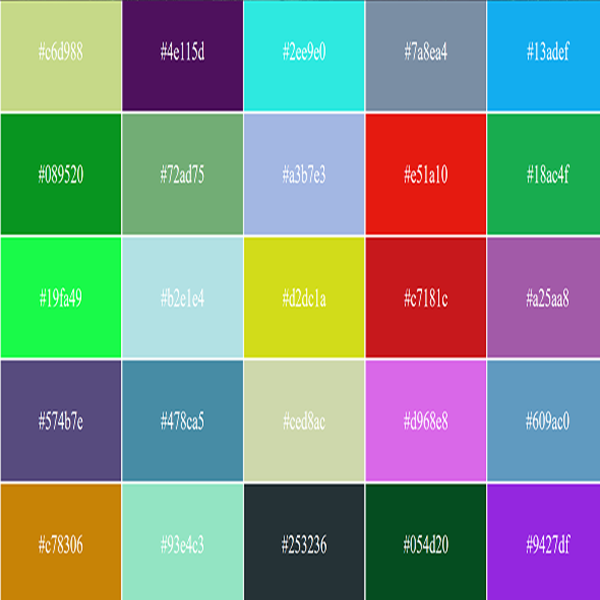 #c6d988 #4e115d #2ee9e0 #7a8ea4 #13adef
#089520 #72ad75 #a3b7e3 #e51a10 #18ac4f
#19fa49 #b2e1e4 #d2dc1a #c7181c #a25aa8
#574b7e #478ca5 #ced8ac #d968e8 #609ac0
#c78306 #93e4c3 #253236 #054d20 #9427df